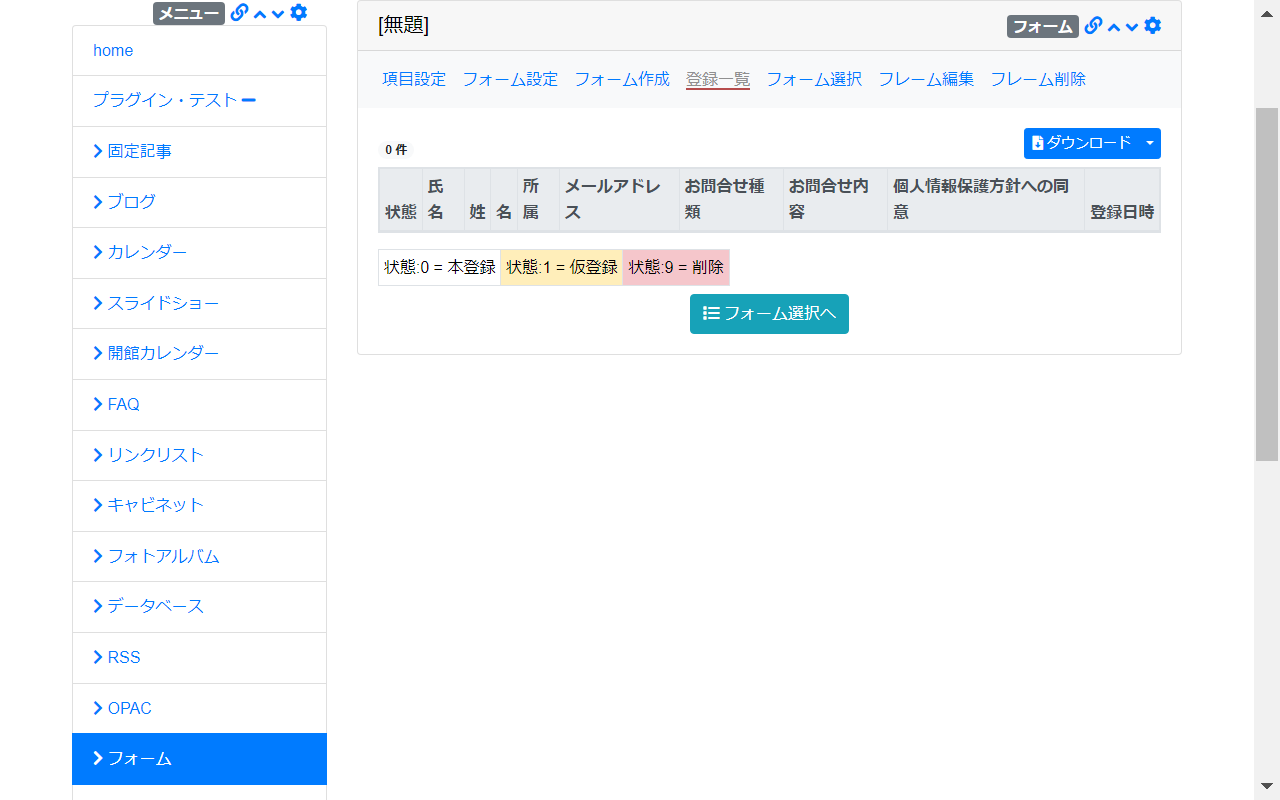 メニュー
home
プラグイン・テスト
固定記事
ブログ
カレンダー
スライドショー
開館カレンダー
FAQ
リンクリスト
キャビネット
フォトアルバム
データベース
RSS
OPAC
フォーム
[無題]
フォーム
項目設定 フォーム設定 フォーム作成 登録一覧 フォーム選択 フレーム編集 フレーム削除
0 件
ダウンロード
状態 氏名 姓 名 所属 メールアドレス お問合せ種類 お問合せ内容 個人情報保護方針への同意 登録日時
状態:0 = 本登録 状態:1 = 仮登録 状態:9 = 削除
フォーム選択へ